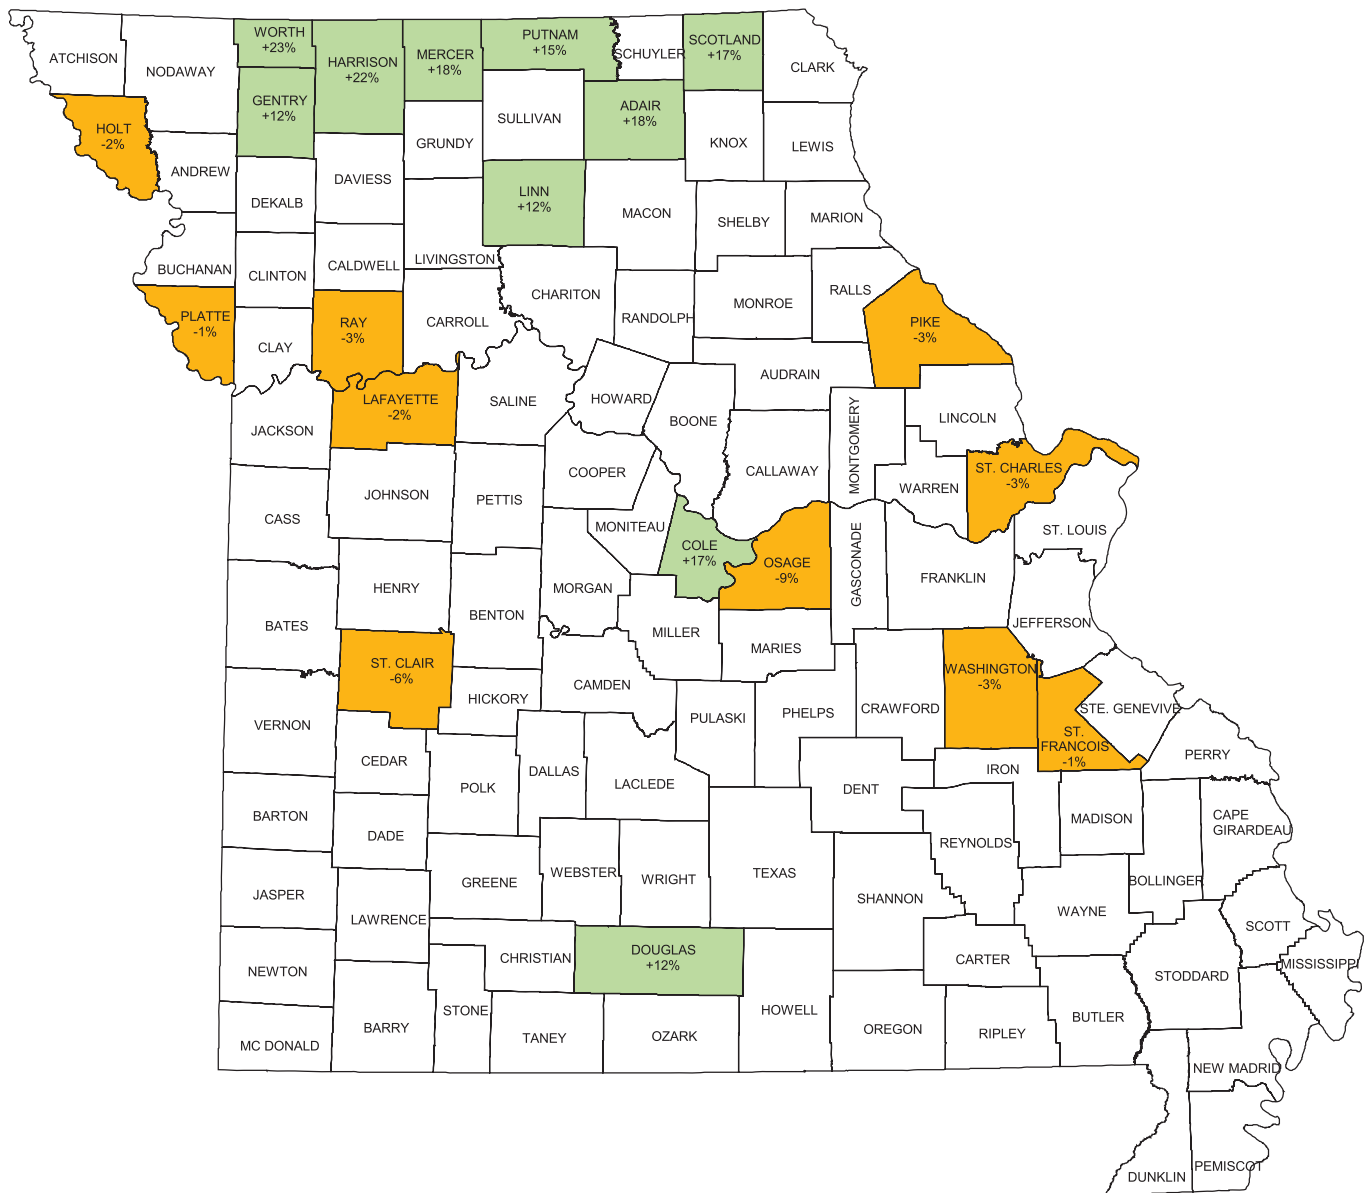 WORTH
+23%
HARRISON
+22%
MERCER
+18%
PUTNAM
+15%
SCHUYLER
SCOTLAND
+17%
CLARK
ATCHISON
NODAWAY
GENTRY
+12%
HOLT
-2%
ANDREW
DEKALB
DAVIESS
GRUNDY
SULLIVAN
ADAIR
+18%
KNOX
LEWIS
LINN
+12%
MACON
SHELBY
MARION
BUCHANAN
CLINTON
CALDWELL
LIVINGSTON
CHARITON
RANDOLPH
MONROE
RALLS
PIKE
-3%
PLATTE
-1%
CLAY
RAY
-3%
CARROLL
AUDRAIN
LAFAYETTE
-2%
SALINE
HOWARD
BOONE
CALLAWAY
MONTGOMERY
LINCOLN
JACKSON
COOPER
WARREN
ST. CHARLES
-3%
JOHNSON
PETTIS
MONITEAU
CASS
COLE
+17%
OSAGE
-9%
GASCONADE
FRANKLIN
ST. LOUIS
HENRY
MORGAN
BENTON
MILLER
MARIES
JEFFERSON
BATES
ST. CLAIR
-6%
HICKORY
CAMDEN
PULASKI
PHELPS
CRAWFORD
WASHINGTON
-3%
STE. GENEVIVE
ST.
FRANCOIS
-1%
PERRY
VERNON
CEDAR
POLK
DALLAS
LACLEDE
DENT
IRON
MADISON
CAPE
GIRARDEAU
BARTON
DADE
REYNOLDS
GREENE
WEBSTER
WRIGHT
TEXAS
SHANNON
BOLLINGER
JASPER
LAWRENCE
WAYNE
SCOTT
CHRISTIAN
DOUGLAS
+12%
CARTER
STODDARD
MISSISSIPPI
NEWTON
STONE
HOWELL
BUTLER
MC DONALD
BARRY
TANEY
OZARK
OREGON
RIPLEY
NEW MADRID
DUNKLIN
PEMISCOT